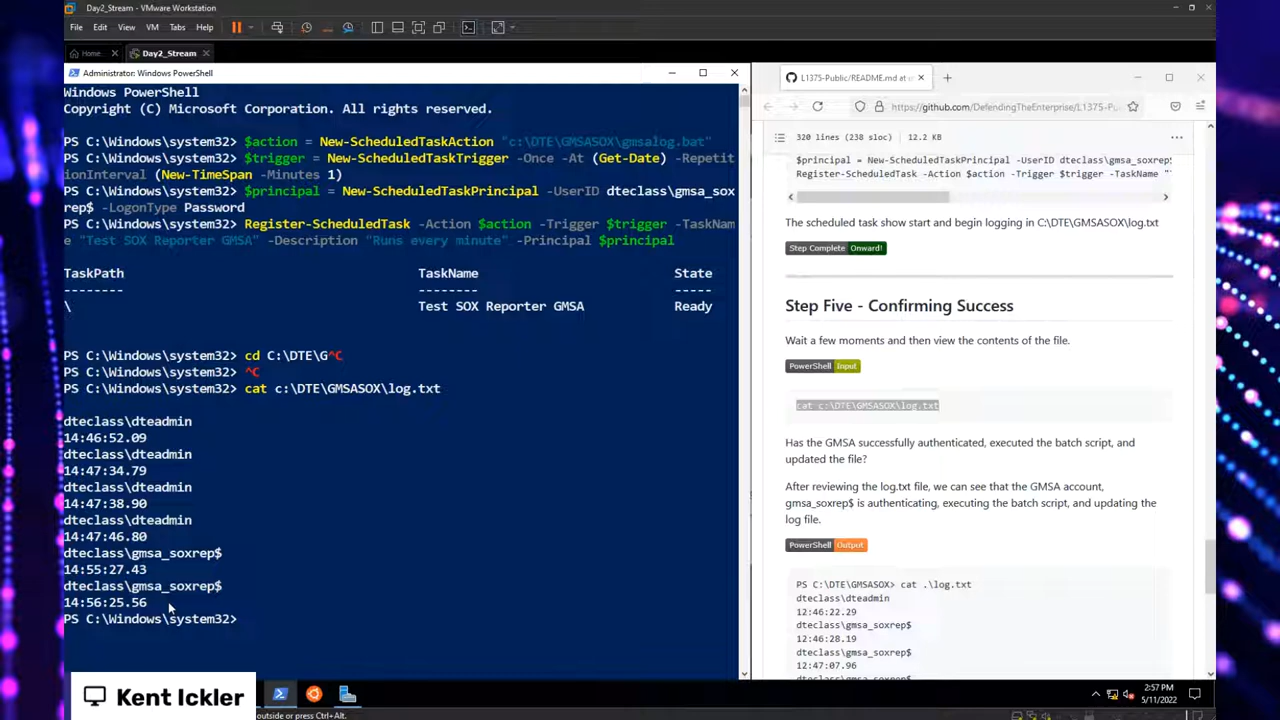 Day2_Stream - VMware Workstation
File Edit View VM Tabs Help
Home
Day2_Stream
Administrator: Windows PowerShell
Windows PowerShell
Copyright (C) Microsoft Corporation. All rights reserved.
PS C:\Windows\system32> $action = New-ScheduledTaskAction "c:\DTE\GMSASOX\gmsalog.bat"
PS C:\Windows\system32> $trigger = New-ScheduledTaskTrigger -Once -At (Get-Date) -Repetit
ionInterval (New-TimeSpan -Minutes 1)
PS C:\Windows\system32> $principal = New-ScheduledTaskPrincipal -UserID dteclass\gmsa_sox
rep$ -LogonType Password
PS C:\Windows\system32> Register-ScheduledTask -Action $action -Trigger $trigger -TaskNam
e "Test SOX Reporter GMSA" -Description "Runs every minute" -Principal $principal
TaskPath TaskName State
-------- -------- -----
\ Test SOX Reporter GMSA Ready
PS C:\Windows\system32> cd C:\DTE\G^C
PS C:\Windows\system32> ^C
PS C:\Windows\system32> cat c:\DTE\GMSASOX\log.txt
dteclass\dteadmin
14:46:52.09
dteclass\dteadmin
14:47:34.79
dteclass\dteadmin
14:47:38.90
dteclass\dteadmin
14:47:46.80
dteclass\gmsa_soxrep$
14:55:27.43
dteclass\gmsa_soxrep$
14:56:25.56
PS C:\Windows\system32>
L1375-Public/README.md at
https://github.com/DefendingTheEnterprise/L1375-Pu
320 lines (238 sloc) 12.2 KB
$principal = New-ScheduledTaskPrincipal -UserID dteclass\gmsa_soxrep$
Register-ScheduledTask -Action $action -Trigger $trigger -TaskName "
The scheduled task show start and begin logging in C:\DTE\GMSASOX\log.txt
Step Complete Onward!
Step Five - Confirming Success
Wait a few moments and then view the contents of the file.
PowerShell Input
cat c:\DTE\GMSASOX\log.txt
Has the GMSA successfully authenticated, executed the batch script, and
updated the file?
After reviewing the log.txt file, we can see that the GMSA account,
gmsa_soxrep$ is authenticating, executing the batch script, and updating the
log file.
PowerShell Output
PS C:\DTE\GMSASOX> cat .\log.txt
dteclass\dteadmin
12:46:22.29
dteclass\gmsa_soxrep$
12:46:28.19
dteclass\gmsa_soxrep$
12:47:07.96
dteclass\gmsa_soxrep$
Kent Ickler
2:57 PM
5/11/2022
outside or press Ctrl+Alt.